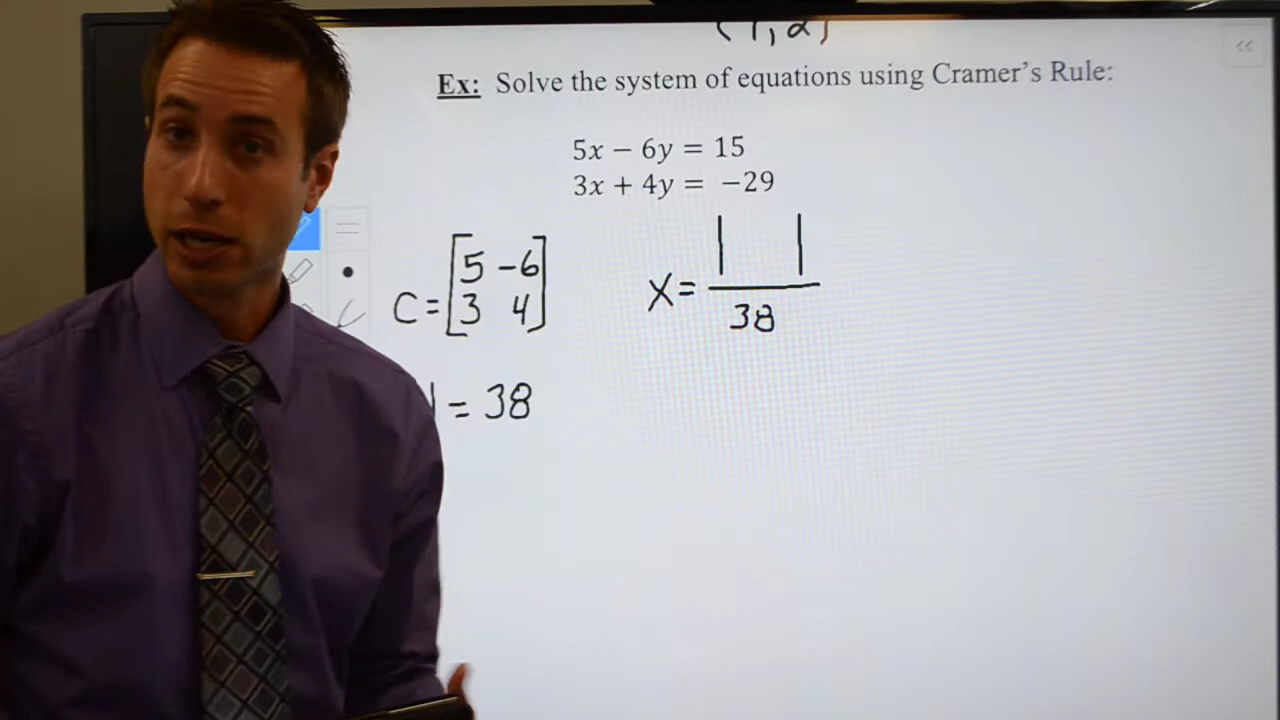 Ex: Solve the system of equations using Cramer's Rule:
5x − 6y = 15
3x + 4y = −29
C = [5 -6
3 4]
X = | |
38
= 38